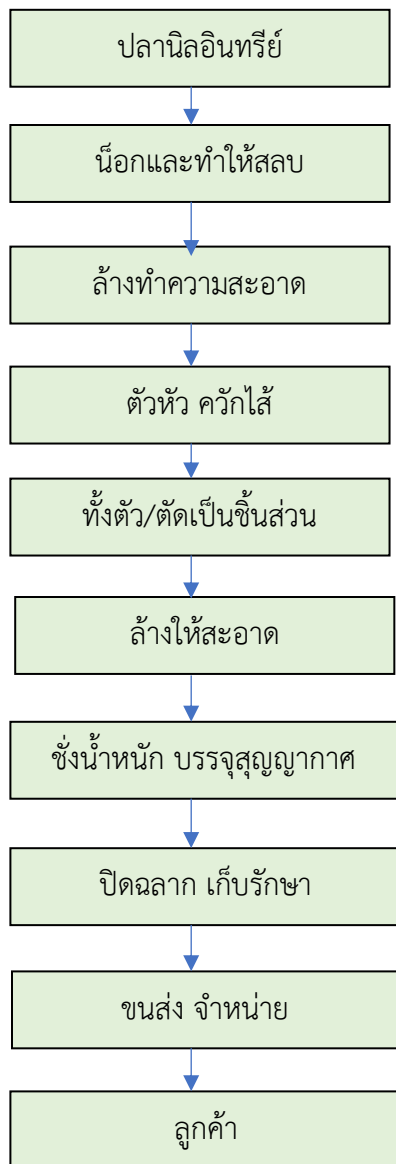 ปลานิลอินทรีย์
น็อกและทำให้สลบ
ล้างทำความสะอาด
ตัวหัว ควักไส้
ทั้งตัว/ตัดเป็นชิ้นส่วน
ล้างให้สะอาด
ชั่งน้ำหนัก บรรจุสุญญากาศ
ปิดฉลาก เก็บรักษา
ขนส่ง จำหน่าย
ลูกค้า